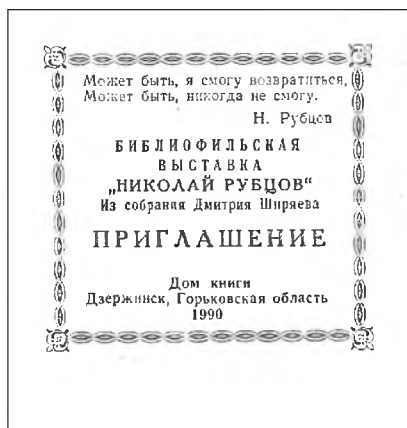 Может быть, я смогу возвратиться,
Может быть, никогда не смогу.
Н. Рубцов
БИБЛИОФИЛЬСКАЯ
ВЫСТАВКА
„НИКОЛАЙ РУБЦОВ“
Из собрания Дмитрия Ширяева
ПРИГЛАШЕНИЕ
Дом книги
Дзержинск, Горьковская область
1990